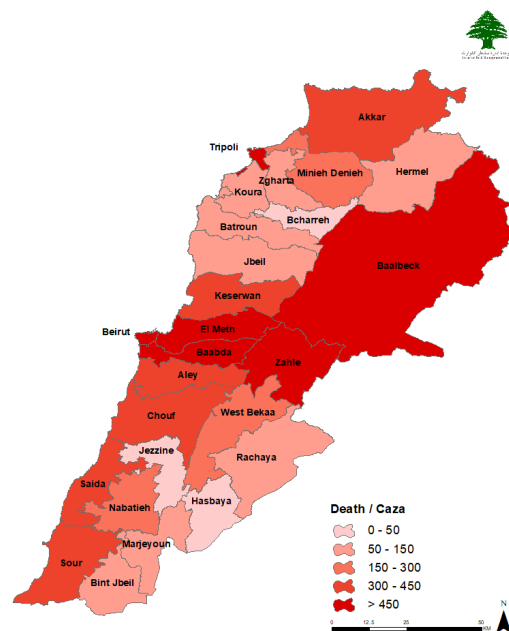 Akkar
Tripoli
Hermel
Minieh Denieh
Zgharta
Koura
Bcharreh
Batroun
Jbeil
Baalbeck
Keserwan
Beirut
El Metn
Baabda
Zahle
Aley
West Bekaa
Chouf
Jezzine
Rachaya
Saida
Hasbaya
Nabatieh
Marjeyoun
Sour
Bint Jbeil
Death / Caza
0 - 50
50 - 150
150 - 300
300 - 450
> 450
N
0 12.5 25 50
KM